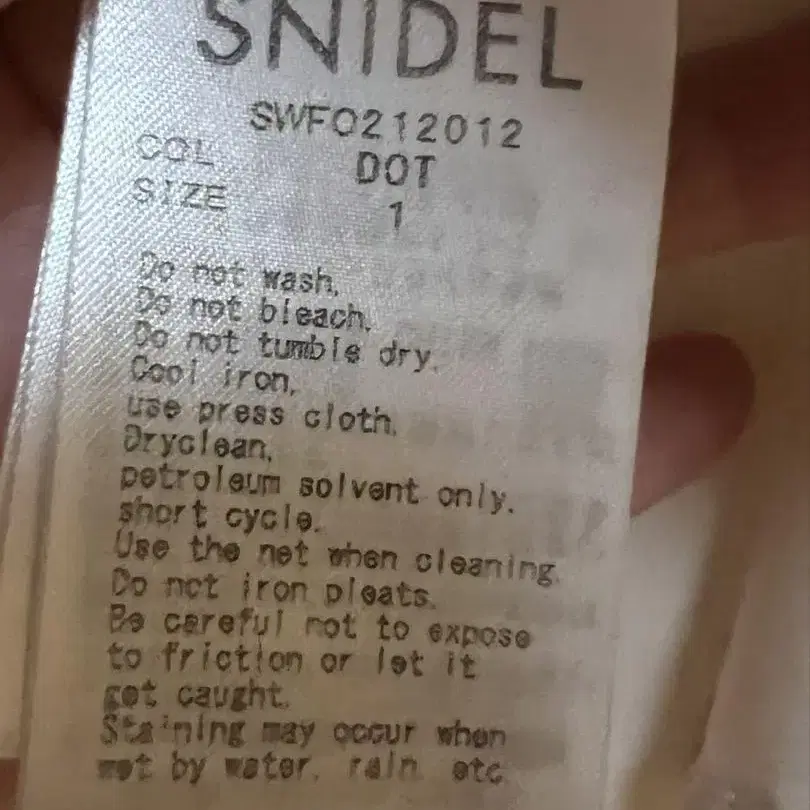 SNIDEL
SWFO212012
COL DOT
SIZE 1
Do not wash.
Do not bleach.
Do not tumble dry.
Cool iron,
use press cloth.
Dryclean,
petroleum solvent only.
short cycle.
Use the net when cleaning.
Do not iron pleats.
Be careful not to expose
to friction or let it
get caught.
Staining may occur when
wet by water, rain etc